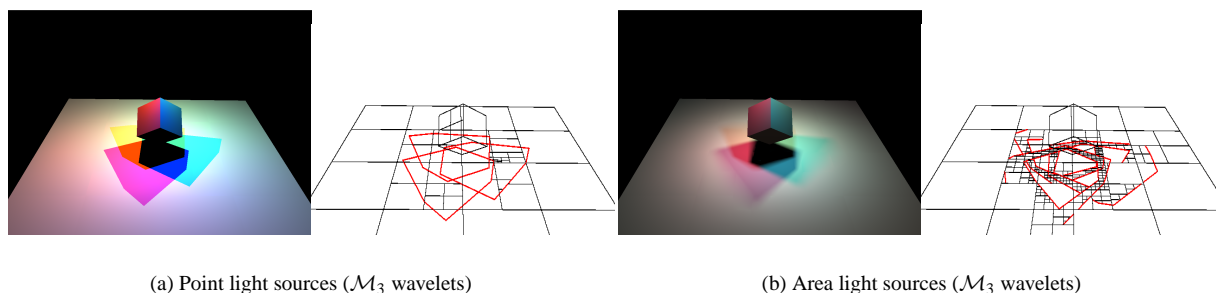 (a) Point light sources (ℳ₃ wavelets)
(b) Area light sources (ℳ₃ wavelets)